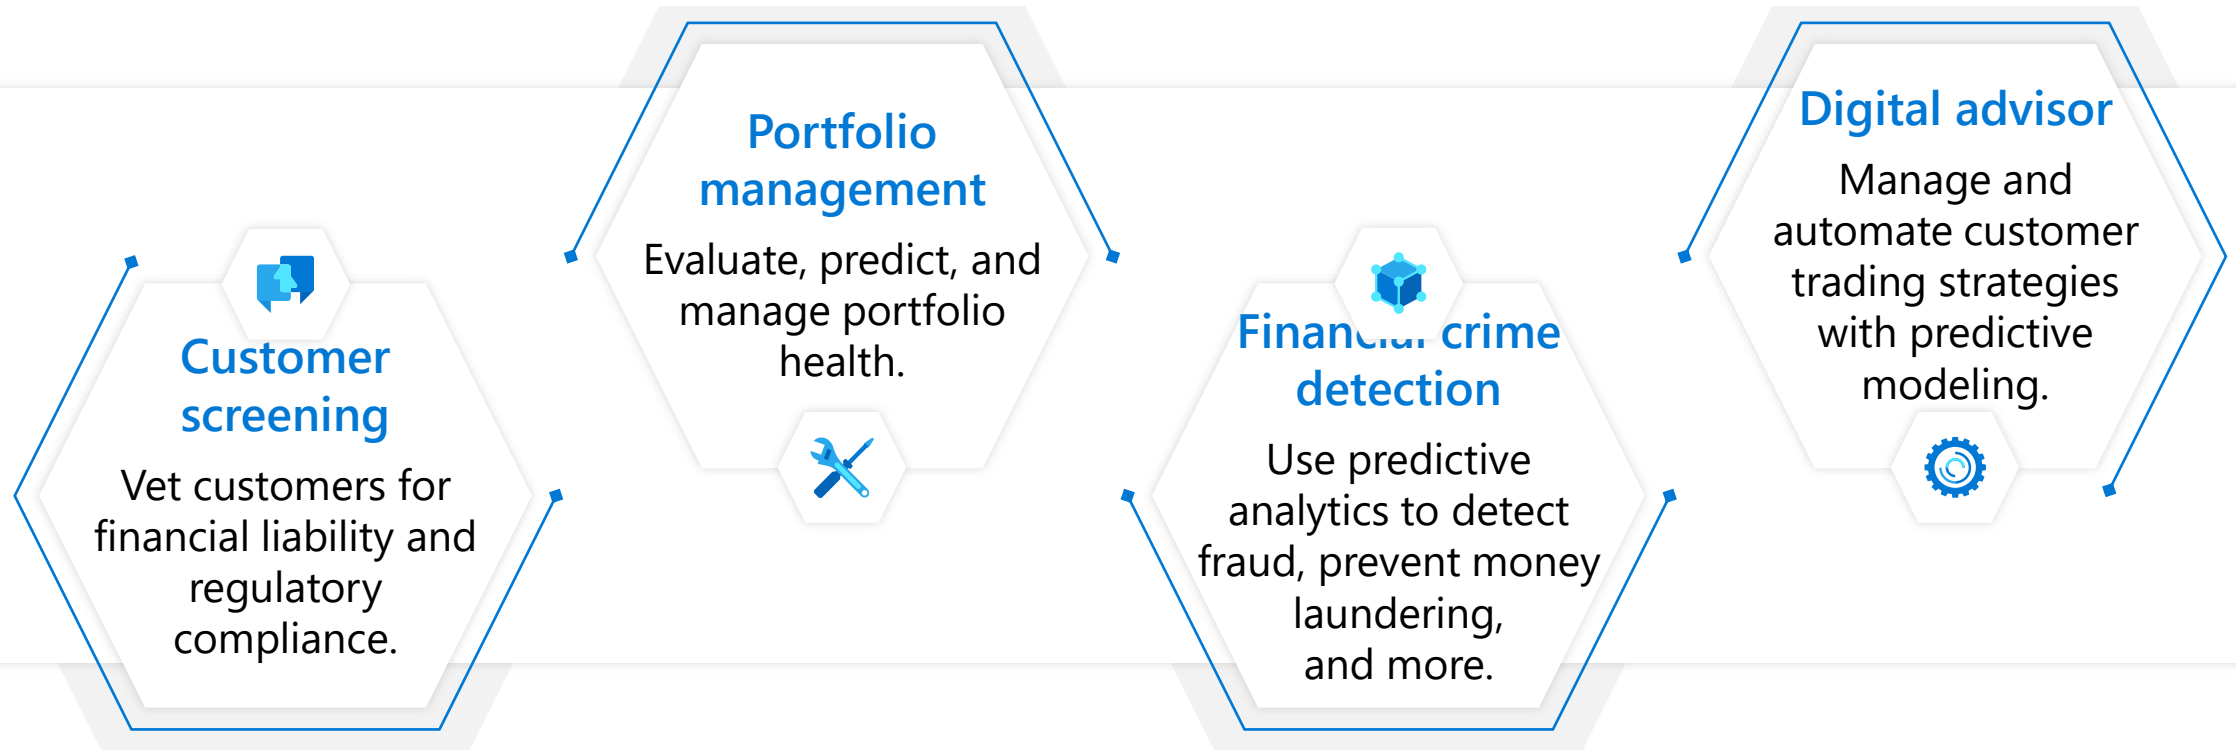 Customer
screening
Vet customers for
financial liability and
regulatory
compliance.
Portfolio
management
Evaluate, predict, and
manage portfolio
health.
Financial crime
detection
Use predictive
analytics to detect
fraud, prevent money
laundering,
and more.
Digital advisor
Manage and
automate customer
trading strategies
with predictive
modeling.